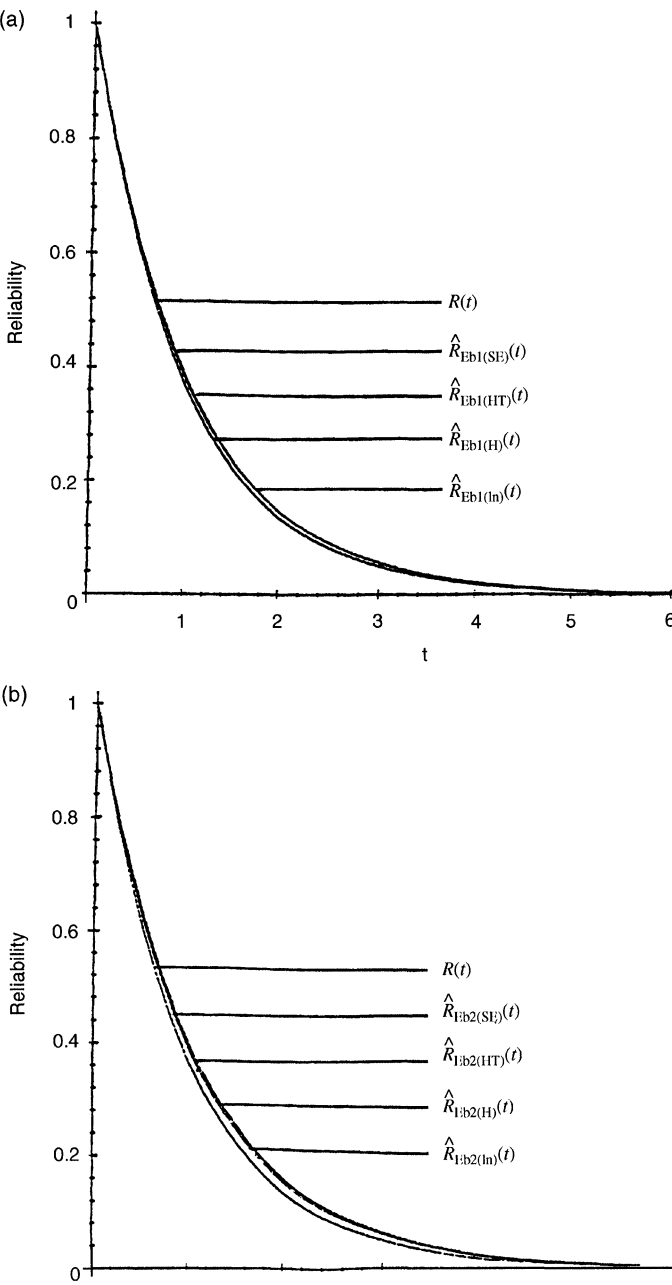 (a)
1
0.8
0.6
0.4
0.2
0
Reliability
R(t)
R̂Eb1(SE)(t)
R̂Eb1(HT)(t)
R̂Eb1(H)(t)
R̂Eb1(ln)(t)
1 2 3 4 5 6
t
(b)
1
0.8
0.6
0.4
0.2
0
Reliability
R(t)
R̂Eb2(SE)(t)
R̂Eb2(HT)(t)
R̂Eb2(H)(t)
R̂Eb2(ln)(t)